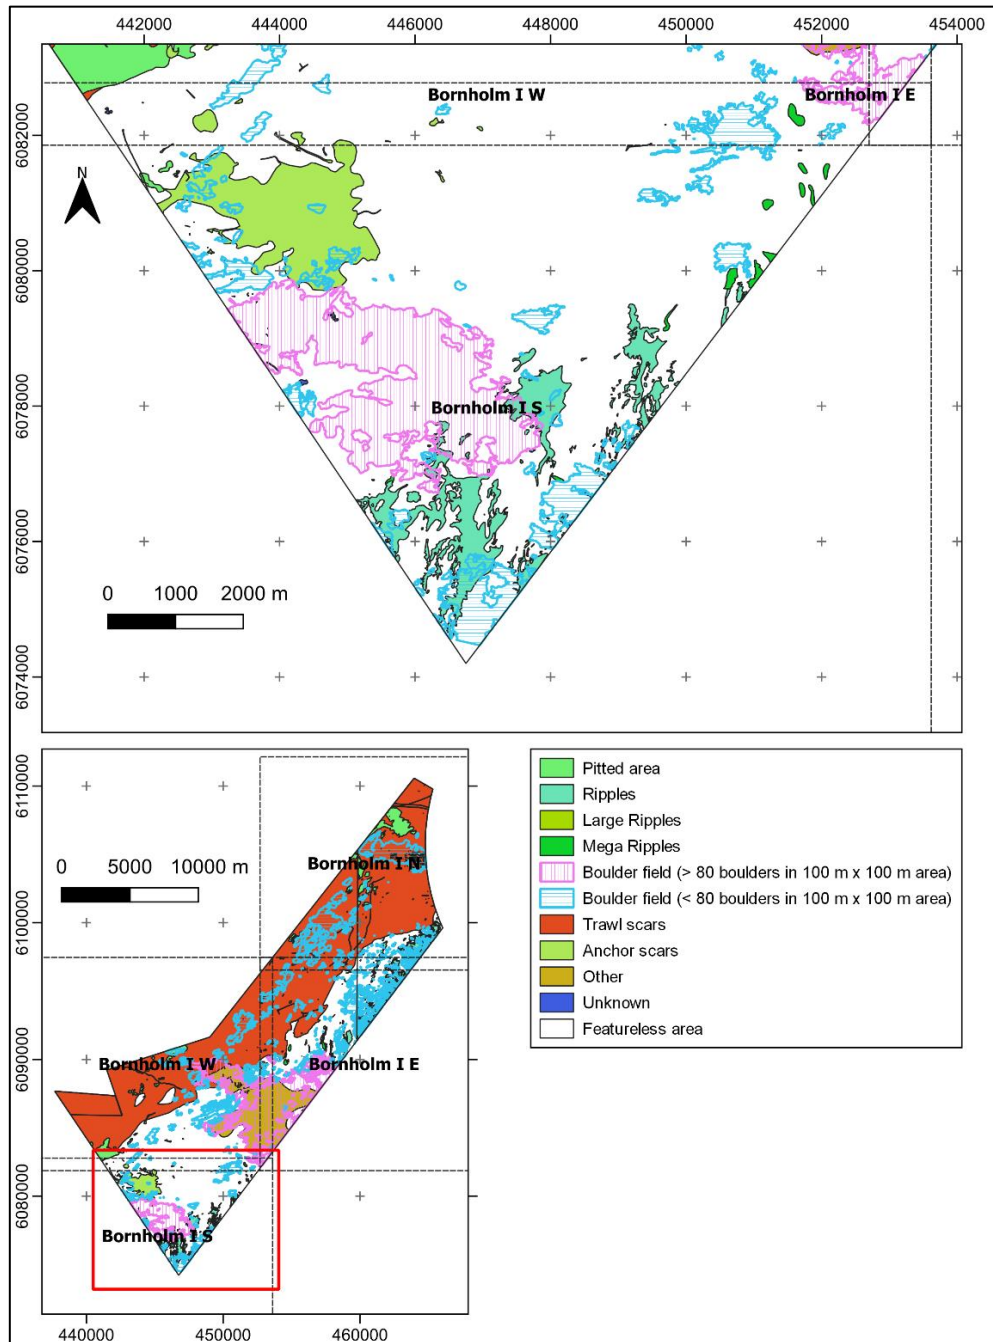 442000 444000 446000 448000 450000 452000 454000
6082000
6080000
6078000
6076000
6074000
Bornholm I W
Bornholm I E
N
Bornholm I S
0 1000 2000 m
6110000
6100000
6090000
6080000
0 5000 10000 m
Bornholm I N
Bornholm I W
Bornholm I E
Bornholm I S
440000 450000 460000
Pitted area
Ripples
Large Ripples
Mega Ripples
Boulder field (> 80 boulders in 100 m x 100 m area)
Boulder field (< 80 boulders in 100 m x 100 m area)
Trawl scars
Anchor scars
Other
Unknown
Featureless area